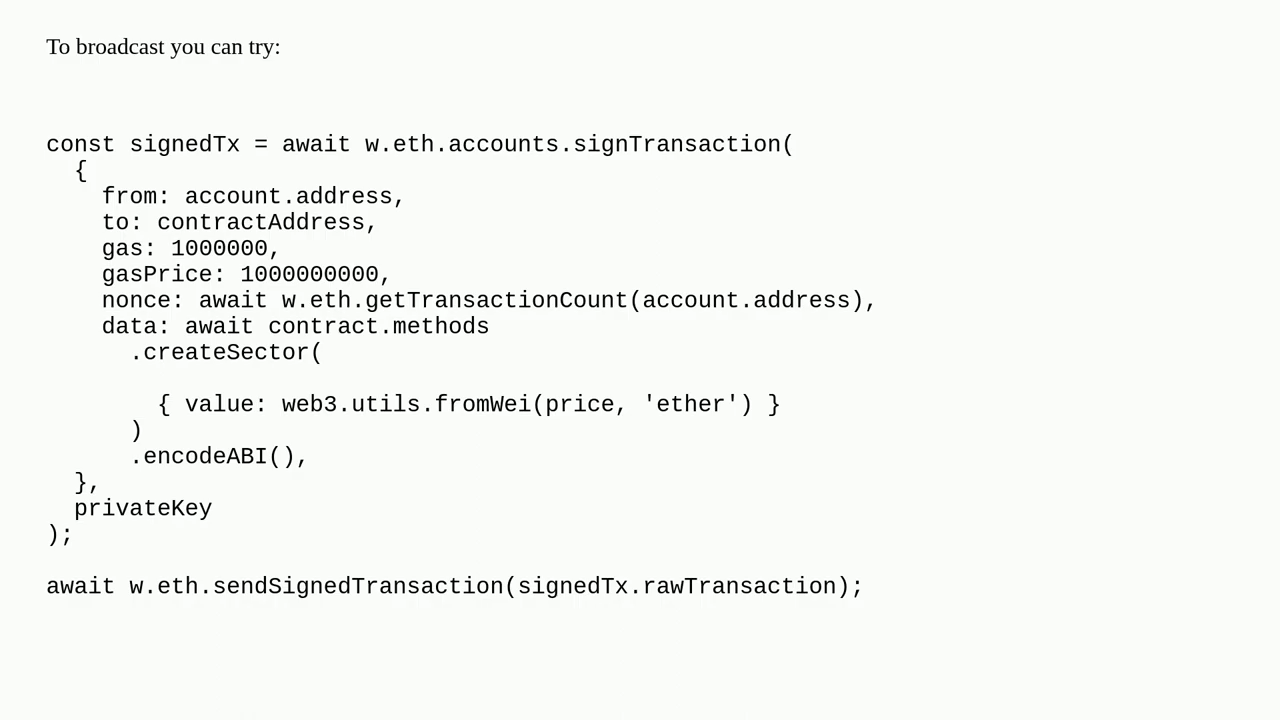 To broadcast you can try:
const signedTx = await w.eth.accounts.signTransaction(
  {
    from: account.address,
    to: contractAddress,
    gas: 1000000,
    gasPrice: 1000000000,
    nonce: await w.eth.getTransactionCount(account.address),
    data: await contract.methods
      .createSector(
        { value: web3.utils.fromWei(price, 'ether') }
      )
      .encodeABI(),
  },
  privateKey
);
await w.eth.sendSignedTransaction(signedTx.rawTransaction);